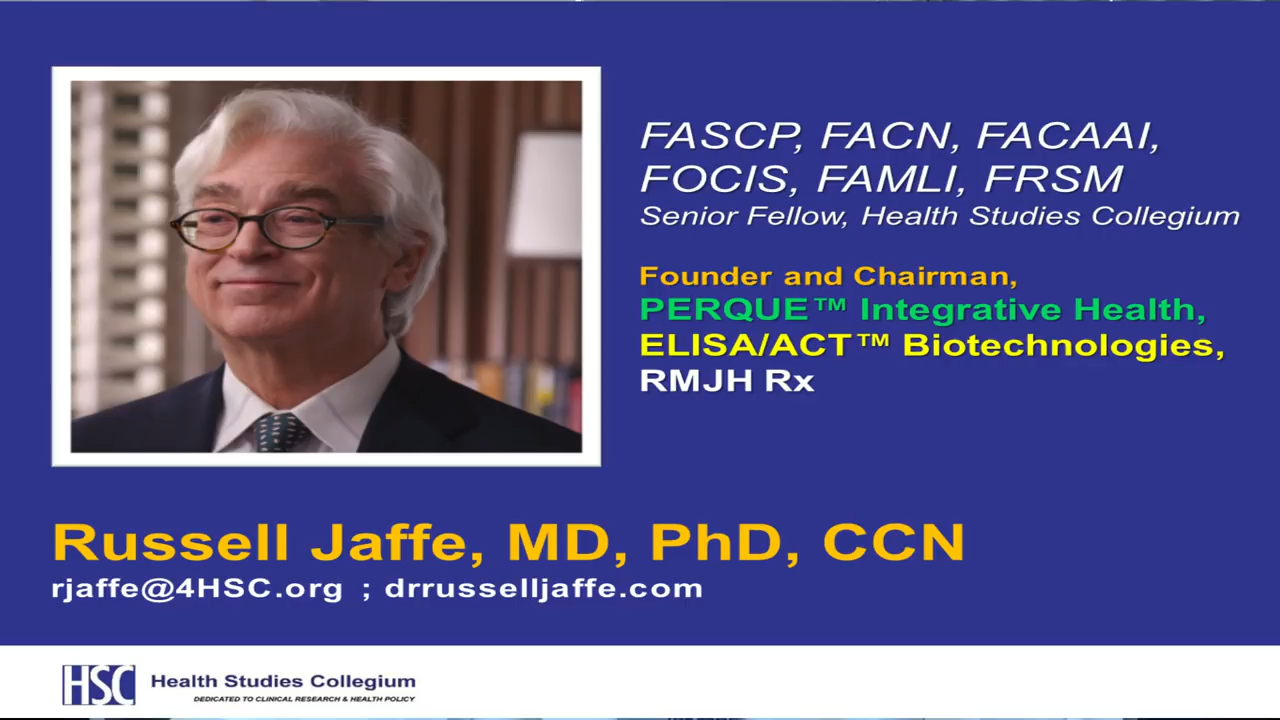 FASCP, FACN, FACAAI,
FOCIS, FAMLI, FRSM
Senior Fellow, Health Studies Collegium
Founder and Chairman,
PERQUE™ Integrative Health,
ELISA/ACT™ Biotechnologies,
RMJH Rx
Russell Jaffe, MD, PhD, CCN
rjaffe@4HSC.org ; drrusselljaffe.com
HSC Health Studies Collegium
DEDICATED TO CLINICAL RESEARCH & HEALTH POLICY